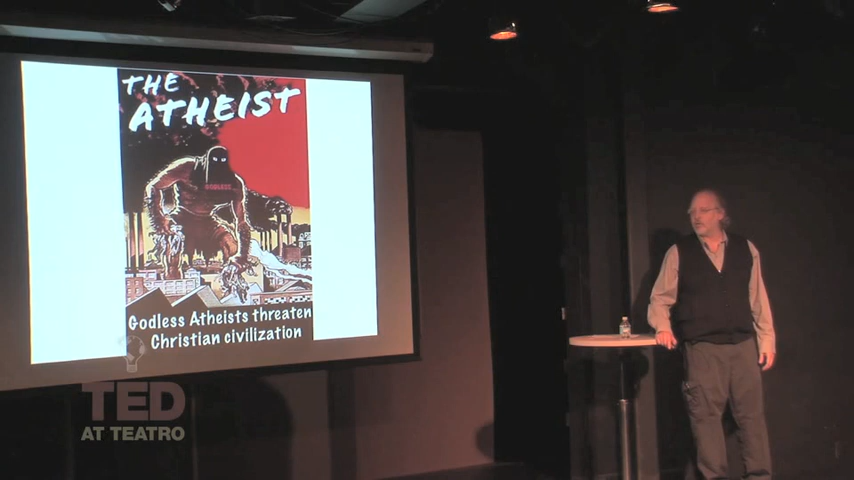 THE
ATHEIST
GODLESS
Godless Atheists threaten
Christian civilization
TED
AT TEATRO